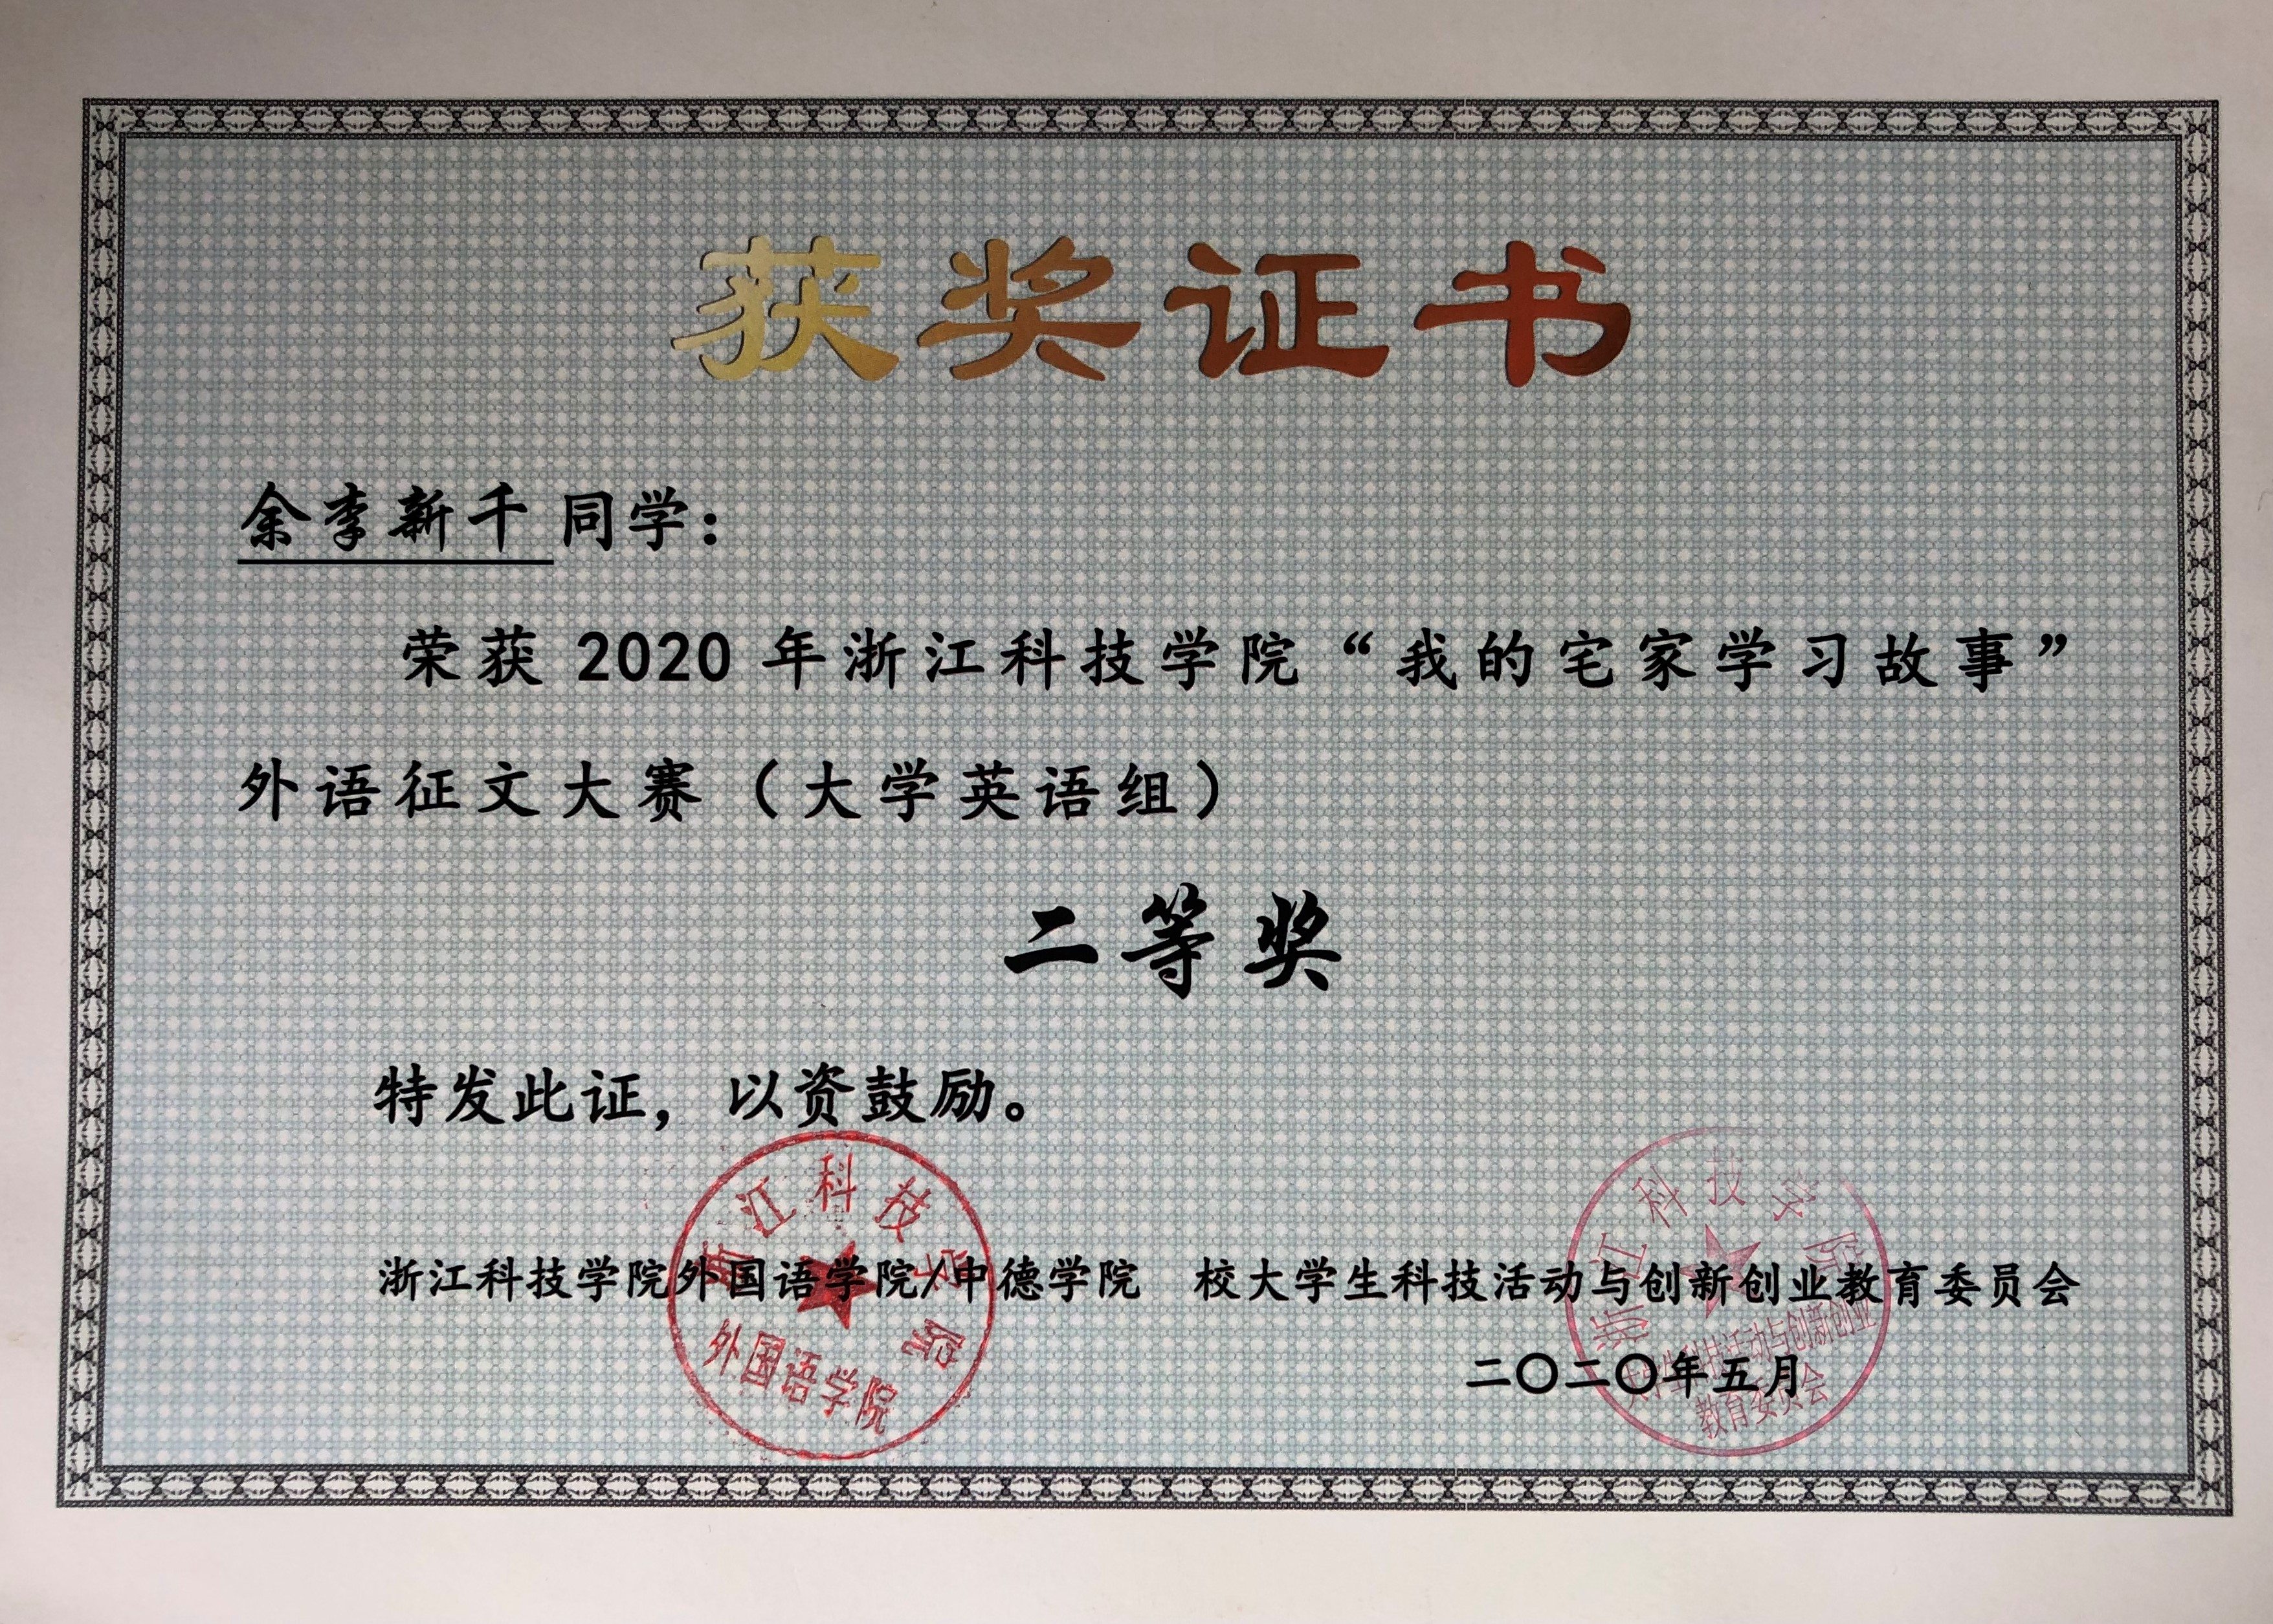 获奖证书
余李新千同学：
荣获 2020 年浙江科技学院“我的宅家学习故事”
外语征文大赛（大学英语组）
二等奖
特发此证，以资鼓励。
浙江科技学院外国语学院/中德学院 校大学生科技活动与创新创业教育委员会
二〇二〇年五月
浙江科技学院
外国语学院
浙江科技学院
大学生科技活动与创新创业
教育委员会